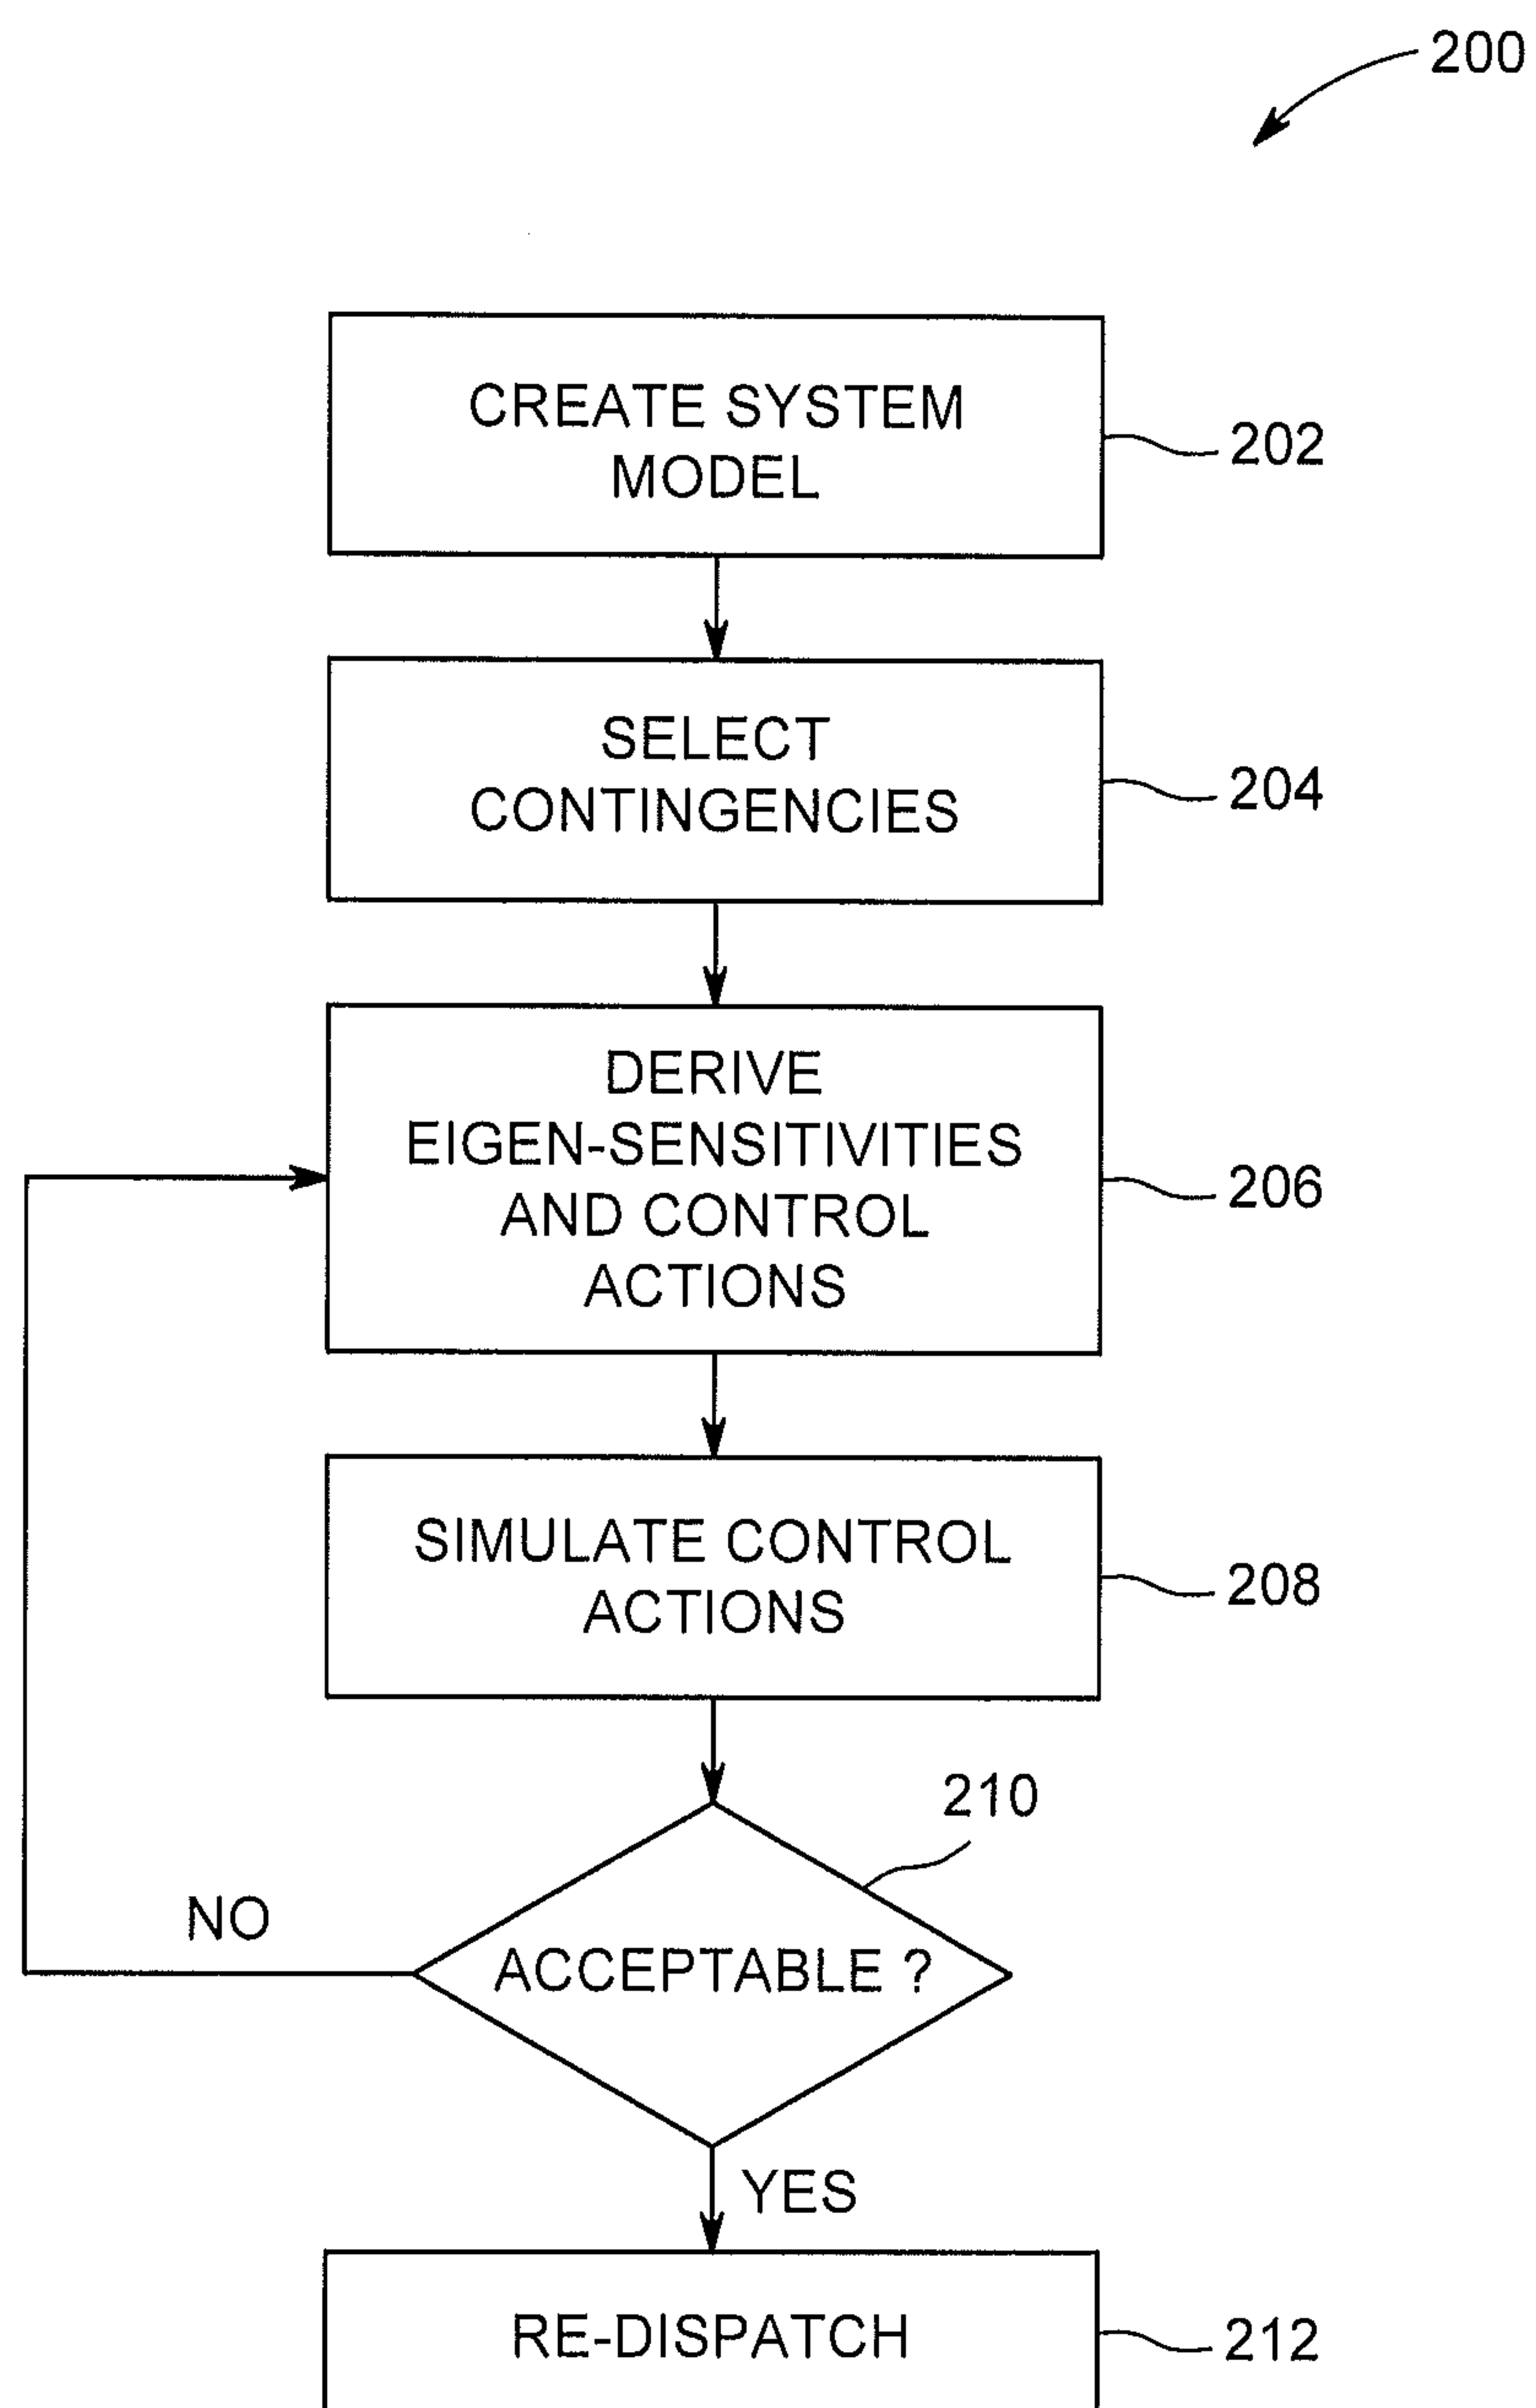 200
CREATE SYSTEM
MODEL
202
SELECT
CONTINGENCIES
204
DERIVE
EIGEN-SENSITIVITIES
AND CONTROL
ACTIONS
206
SIMULATE CONTROL
ACTIONS
208
210
NO
ACCEPTABLE ?
YES
RE-DISPATCH
212